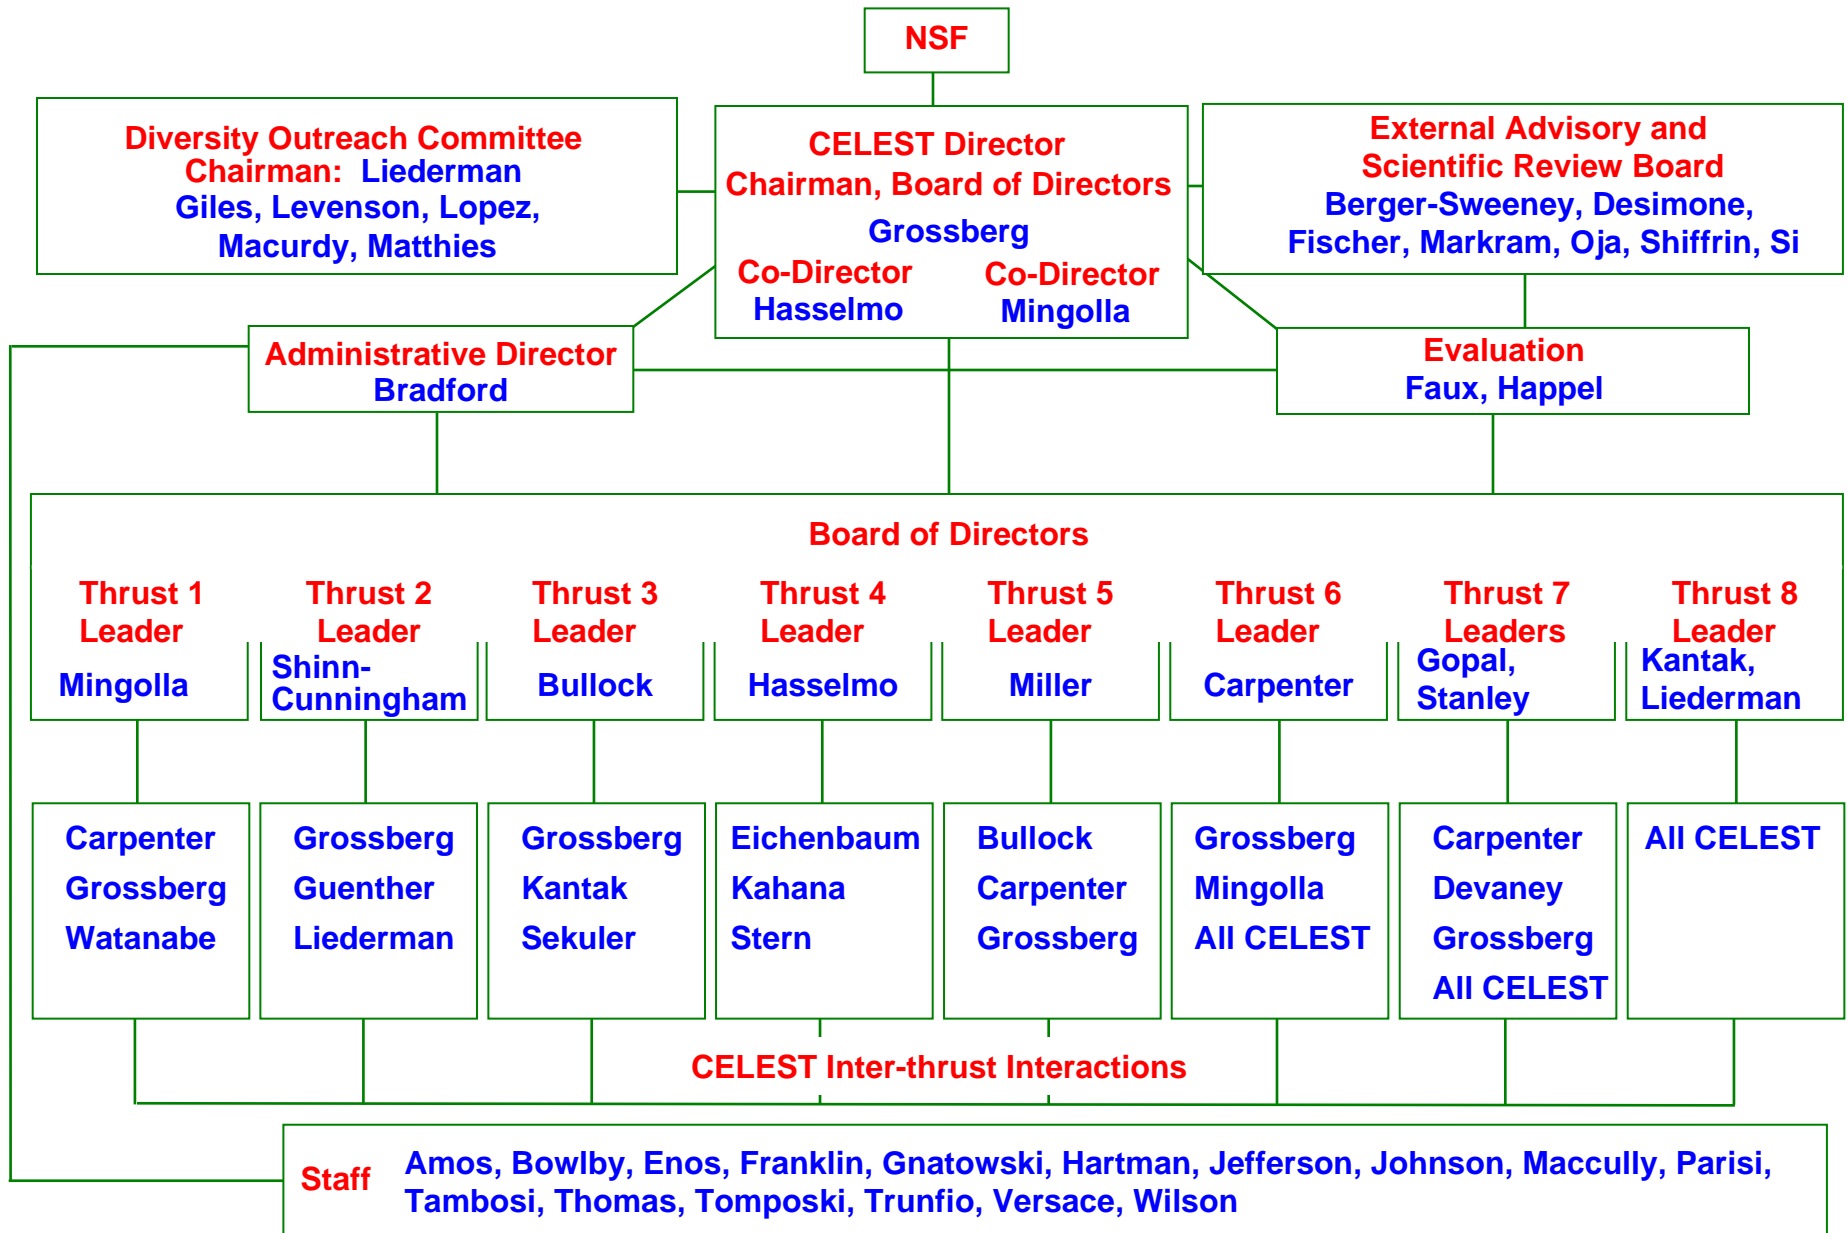 NSF
Diversity Outreach Committee
Chairman: Liederman
Giles, Levenson, Lopez,
Macurdy, Matthies
CELEST Director
Chairman, Board of Directors
Grossberg
Co-Director
Hasselmo
Co-Director
Mingolla
External Advisory and
Scientific Review Board
Berger-Sweeney, Desimone,
Fischer, Markram, Oja, Shiffrin, Si
Administrative Director
Bradford
Evaluation
Faux, Happel
Board of Directors
Thrust 1
Leader
Mingolla
Thrust 2
Leader
Shinn-
Cunningham
Thrust 3
Leader
Bullock
Thrust 4
Leader
Hasselmo
Thrust 5
Leader
Miller
Thrust 6
Leader
Carpenter
Thrust 7
Leaders
Gopal,
Stanley
Thrust 8
Leader
Kantak,
Liederman
Carpenter
Grossberg
Watanabe
Grossberg
Guenther
Liederman
Grossberg
Kantak
Sekuler
Eichenbaum
Kahana
Stern
Bullock
Carpenter
Grossberg
Grossberg
Mingolla
All CELEST
Carpenter
Devaney
Grossberg
All CELEST
All CELEST
CELEST Inter-thrust Interactions
Staff
Amos, Bowlby, Enos, Franklin, Gnatowski, Hartman, Jefferson, Johnson, Maccully, Parisi,
Tambosi, Thomas, Tomposki, Trunfio, Versace, Wilson